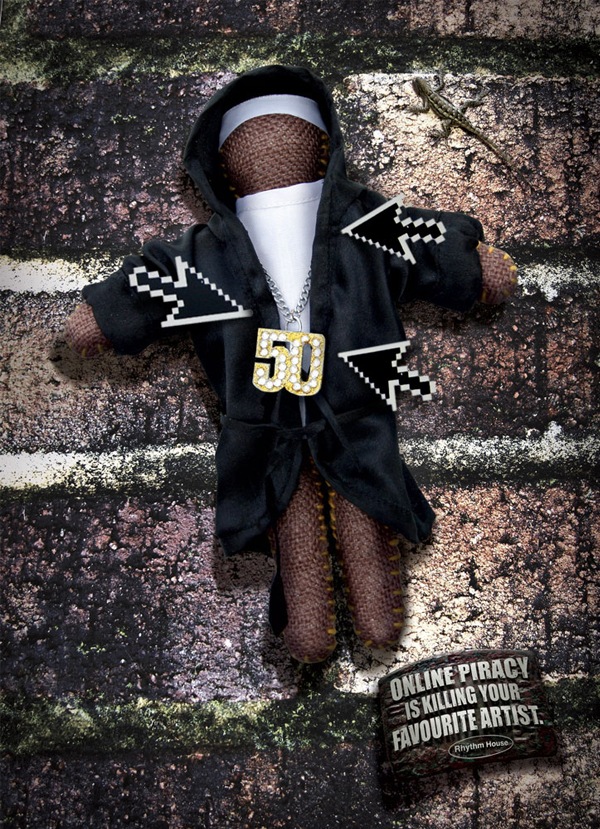 50
ONLINE PIRACY
IS KILLING YOUR
FAVOURITE ARTIST.
Rhythm House